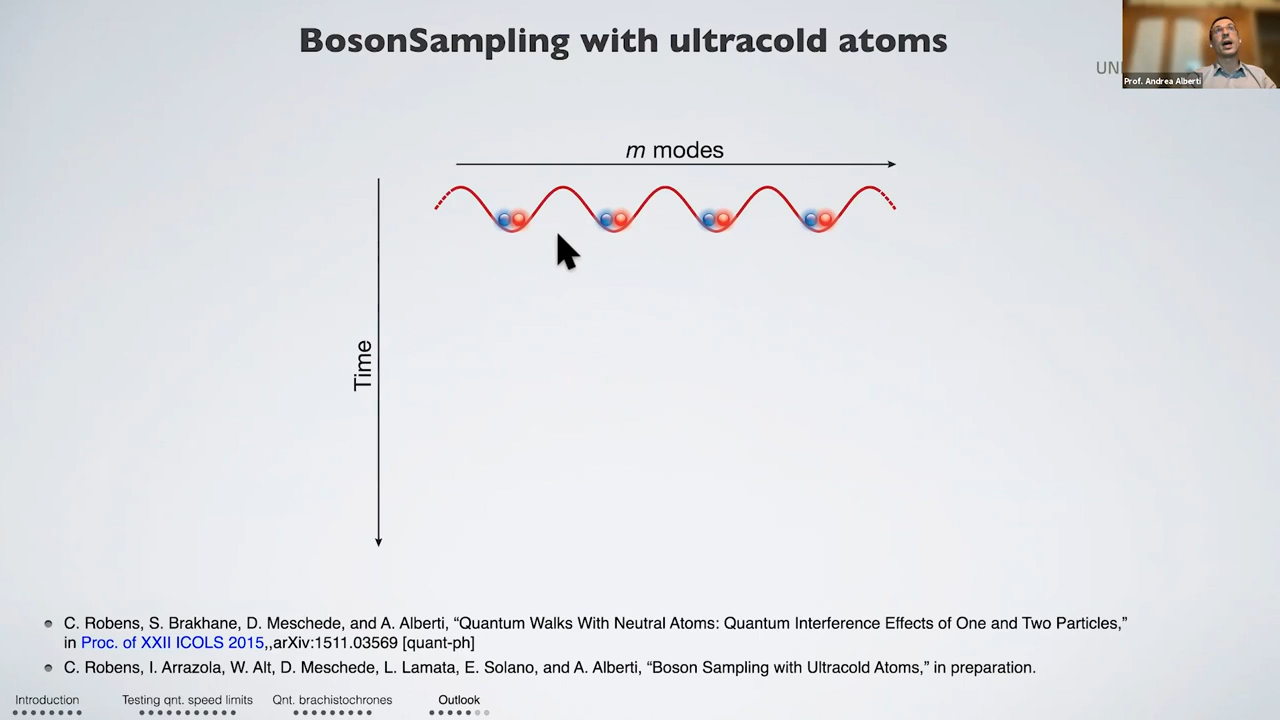 BosonSampling with ultracold atoms
UNI
Prof. Andrea Alberti
m modes
Time
C. Robens, S. Brakhane, D. Meschede, and A. Alberti, “Quantum Walks With Neutral Atoms: Quantum Interference Effects of One and Two Particles,”
in Proc. of XXII ICOLS 2015,,arXiv:1511.03569 [quant-ph]
C. Robens, I. Arrazola, W. Alt, D. Meschede, L. Lamata, E. Solano, and A. Alberti, “Boson Sampling with Ultracold Atoms,” in preparation.
Introduction Testing qnt. speed limits Qnt. brachistochrones Outlook